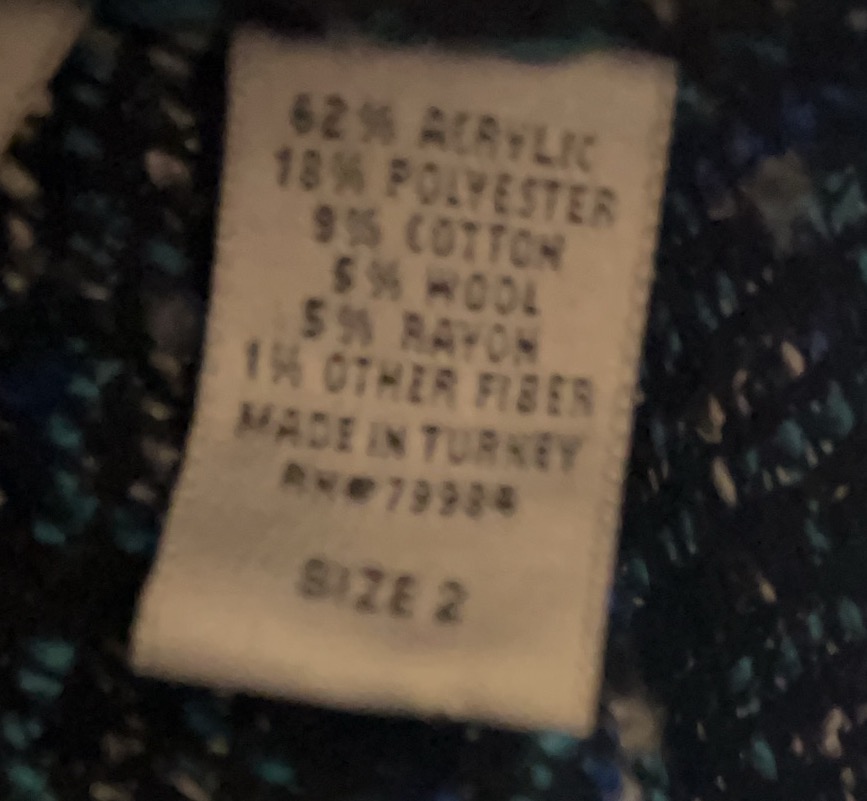 62% ACRYLIC
18% POLYESTER
9% COTTON
5% WOOL
5% RAYON
1% OTHER FIBER
MADE IN TURKEY
RN#79984
SIZE 2